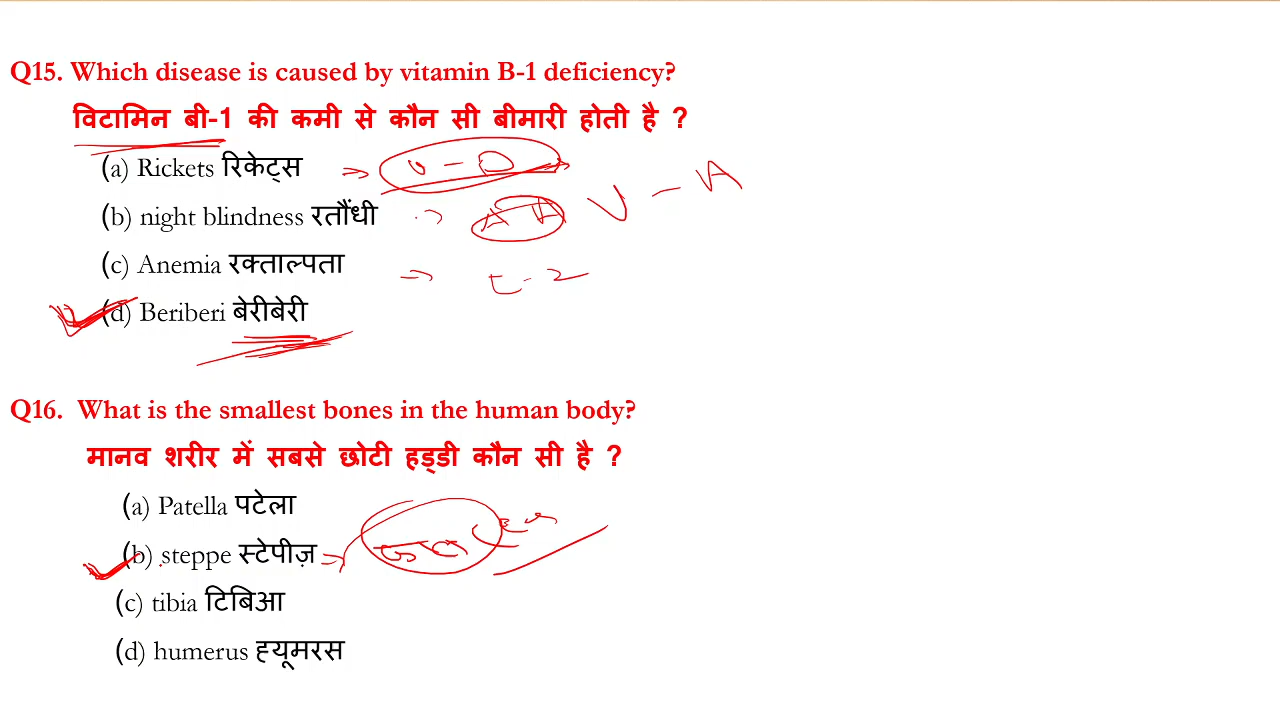 Q15. Which disease is caused by vitamin B-1 deficiency?
विटामिन बी-1 की कमी से कौन सी बीमारी होती है ?
(a) Rickets रिकेट्स
(b) night blindness रतौंधी
V - A
(c) Anemia रक्ताल्पता
(d) Beriberi बेरीबेरी
Q16. What is the smallest bones in the human body?
मानव शरीर में सबसे छोटी हड्डी कौन सी है ?
(a) Patella पटेला
(b) steppe स्टेपीज़
(c) tibia टिबिआ
(d) humerus ह्यूमरस